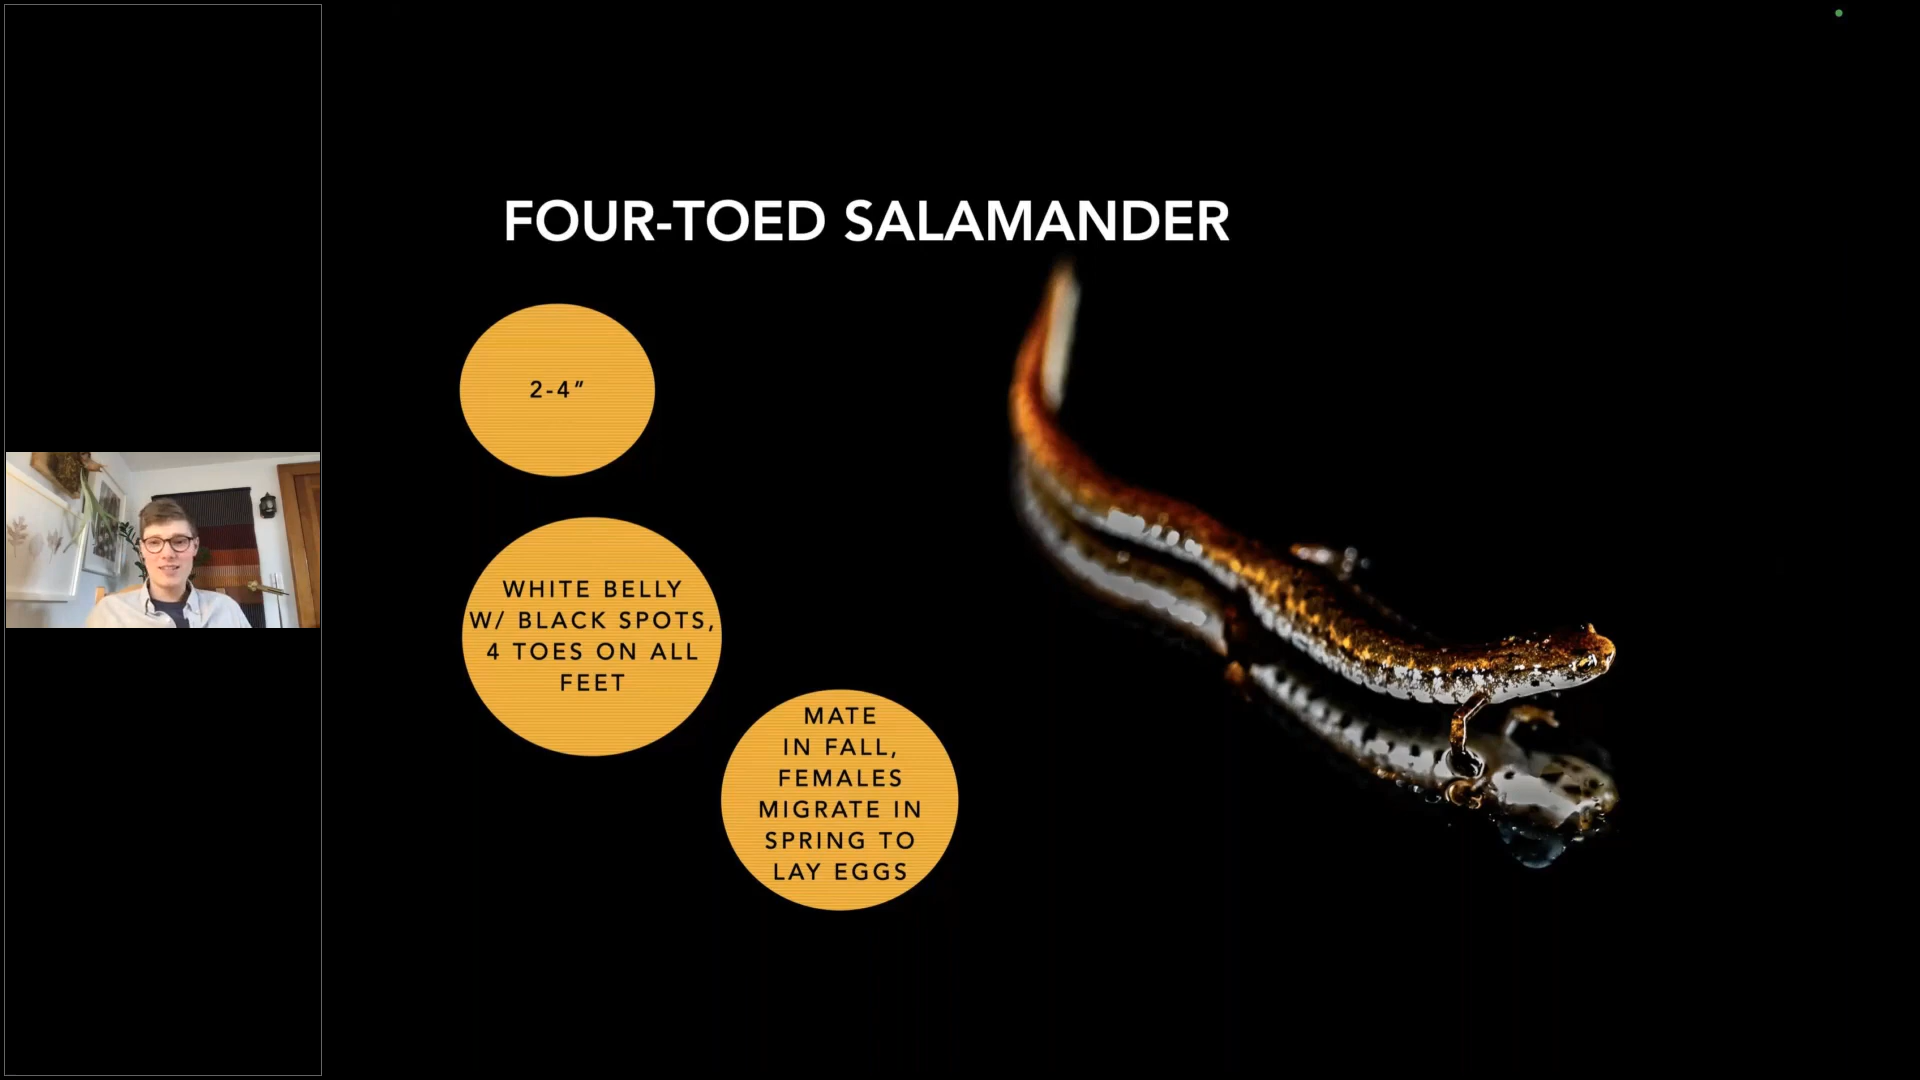 FOUR-TOED SALAMANDER
2-4”
WHITE BELLY
W/ BLACK SPOTS,
4 TOES ON ALL
FEET
MATE
IN FALL,
FEMALES
MIGRATE IN
SPRING TO
LAY EGGS